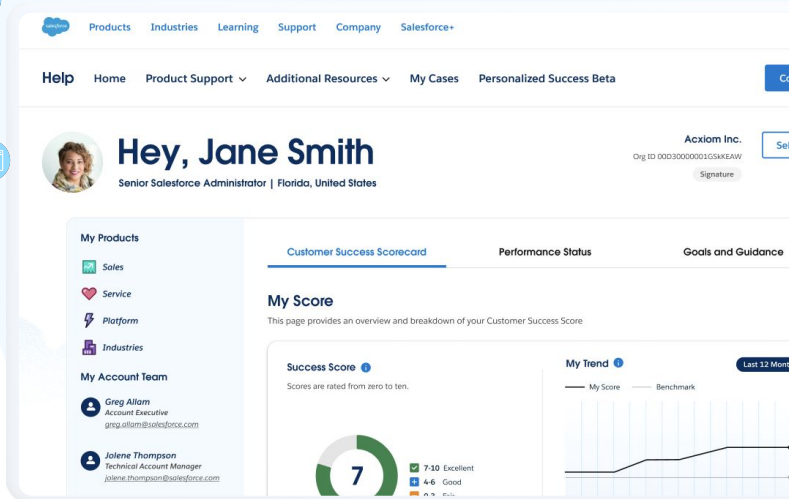 salesforce
Products Industries Learning Support Company Salesforce+
Help Home Product Support Additional Resources My Cases Personalized Success Beta
Hey, Jane Smith
Senior Salesforce Administrator | Florida, United States
Acxiom Inc.
Signature
My Products
Sales
Service
Platform
Industries
My Account Team
Greg Allam
Account Executive
greg.allam@salesforce.com
Jolene Thompson
Technical Account Manager
jolene.thompson@salesforce.com
Customer Success Scorecard Performance Status Goals and Guidance
My Score
This page provides an overview and breakdown of your Customer Success Score
Success Score
Scores are rated from zero to ten.
7
7-10 Excellent
4-6 Good
0-3 Fair
My Trend
Last 12 Mont
My Score Benchmark